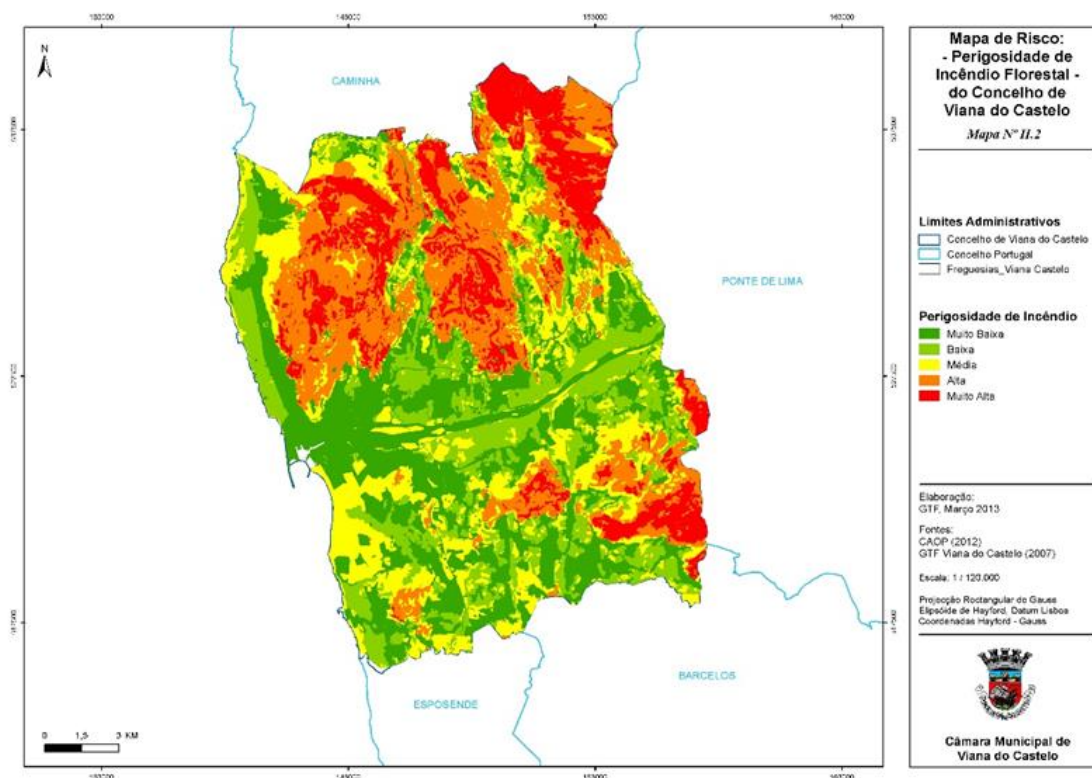 Mapa de Risco:
- Perigosidade de
Incêndio Florestal -
do Concelho de
Viana do Castelo
Mapa Nº II.2
N
CAMINHA
PONTE DE LIMA
BARCELOS
ESPOSENDE
0 1,5 3 KM
Limites Administrativos
Concelho de Viana do Castelo
Concelho Portugal
Freguesias_Viana Castelo
Perigosidade de Incêndio
Muito Baixa
Baixa
Média
Alta
Muito Alta
Elaboração:
GTF, Março 2013
Fontes:
CAOP (2012)
GTF Viana do Castelo (2007)
Escala: 1 / 120.000
Projecção Rectangular de Gauss
Elipsóide de Hayford, Datum Lisboa
Coordenadas Hayford - Gauss
Câmara Municipal de
Viana do Castelo